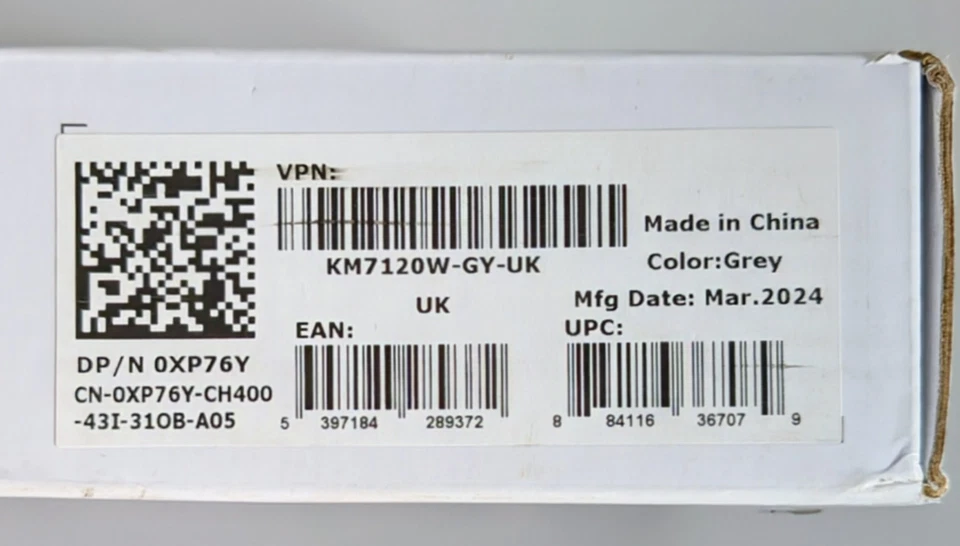 VPN:
KM7120W-GY-UK
UK
Made in China
Color:Grey
Mfg Date: Mar.2024
DP/N 0XP76Y
CN-0XP76Y-CH400
-43I-31OB-A05
EAN:
5 397184 289372
UPC:
8 84116 36707 9